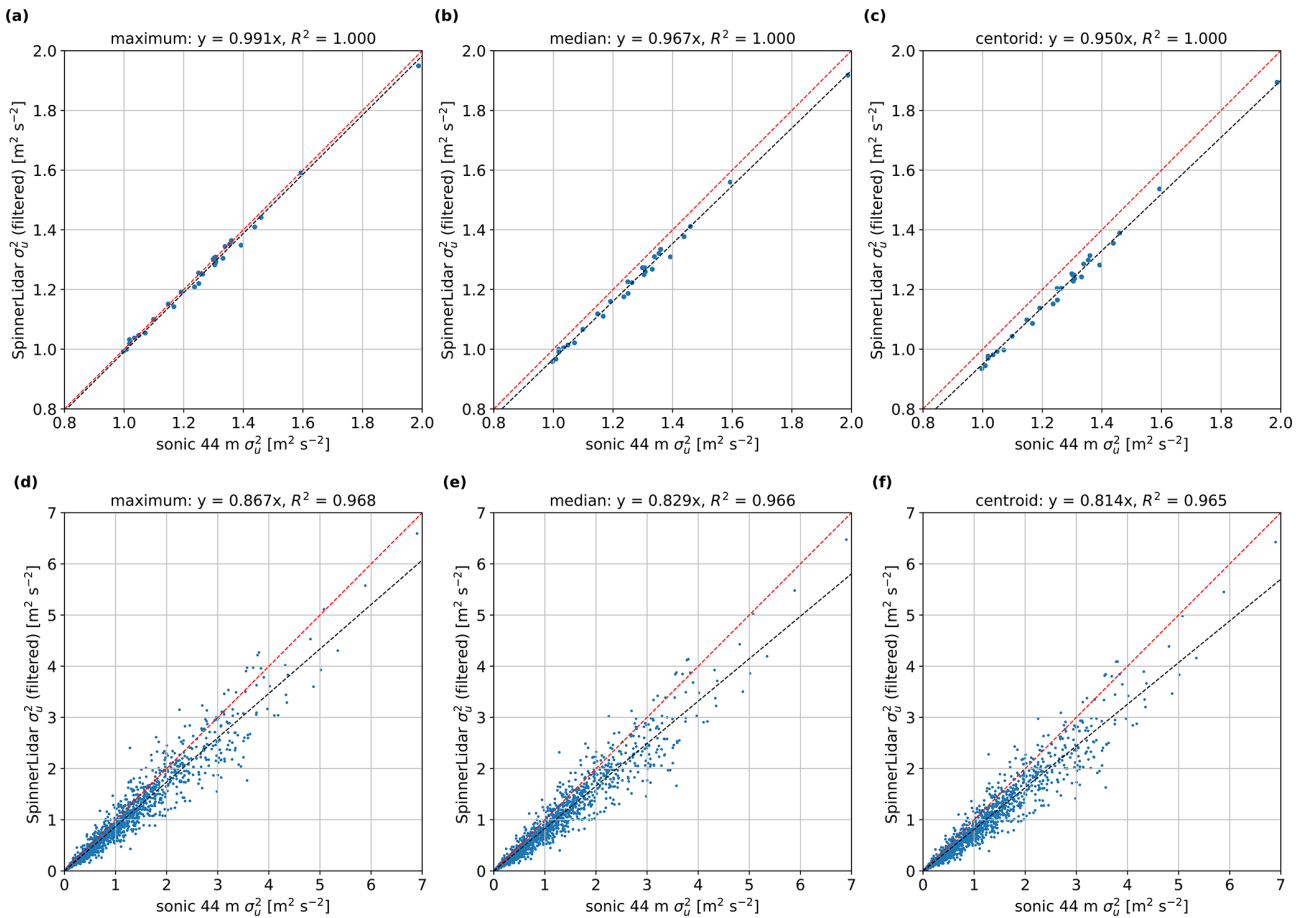 (a)
maximum: y = 0.991x, R² = 1.000
2.0
1.8
1.6
1.4
1.2
1.0
0.8
SpinnerLidar σ²ᵤ (filtered) [m² s⁻²]
0.8 1.0 1.2 1.4 1.6 1.8 2.0
sonic 44 m σ²ᵤ [m² s⁻²]
(b)
median: y = 0.967x, R² = 1.000
2.0
1.8
1.6
1.4
1.2
1.0
0.8
SpinnerLidar σ²ᵤ (filtered) [m² s⁻²]
0.8 1.0 1.2 1.4 1.6 1.8 2.0
sonic 44 m σ²ᵤ [m² s⁻²]
(c)
centorid: y = 0.950x, R² = 1.000
2.0
1.8
1.6
1.4
1.2
1.0
0.8
SpinnerLidar σ²ᵤ (filtered) [m² s⁻²]
0.8 1.0 1.2 1.4 1.6 1.8 2.0
sonic 44 m σ²ᵤ [m² s⁻²]
(d)
maximum: y = 0.867x, R² = 0.968
7
6
5
4
3
2
1
0
SpinnerLidar σ²ᵤ (filtered) [m² s⁻²]
0 1 2 3 4 5 6 7
sonic 44 m σ²ᵤ [m² s⁻²]
(e)
median: y = 0.829x, R² = 0.966
7
6
5
4
3
2
1
0
SpinnerLidar σ²ᵤ (filtered) [m² s⁻²]
0 1 2 3 4 5 6 7
sonic 44 m σ²ᵤ [m² s⁻²]
(f)
centroid: y = 0.814x, R² = 0.965
7
6
5
4
3
2
1
0
SpinnerLidar σ²ᵤ (filtered) [m² s⁻²]
0 1 2 3 4 5 6 7
sonic 44 m σ²ᵤ [m² s⁻²]